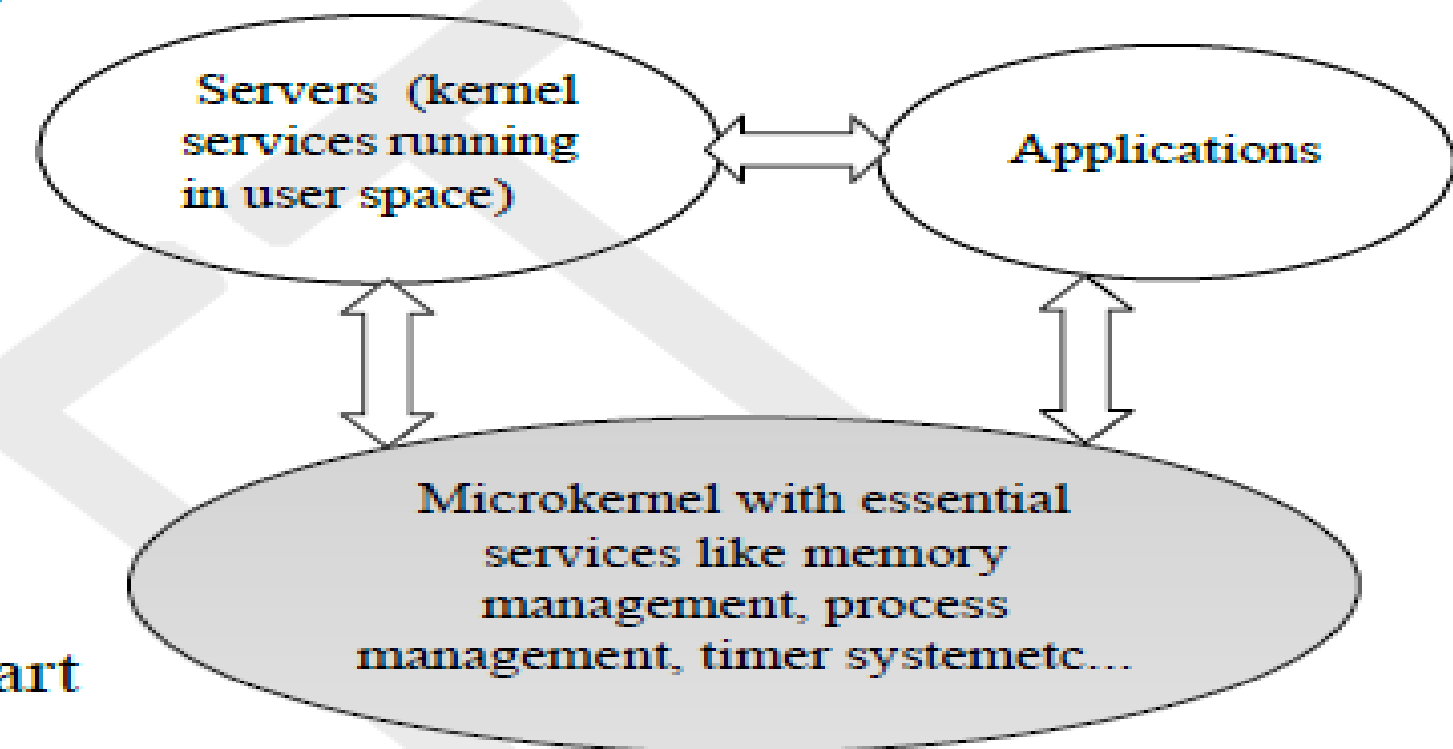 Servers (kernel
services running
in user space)
Applications
Microkernel with essential
services like memory
management, process
management, timer systemetc...
art